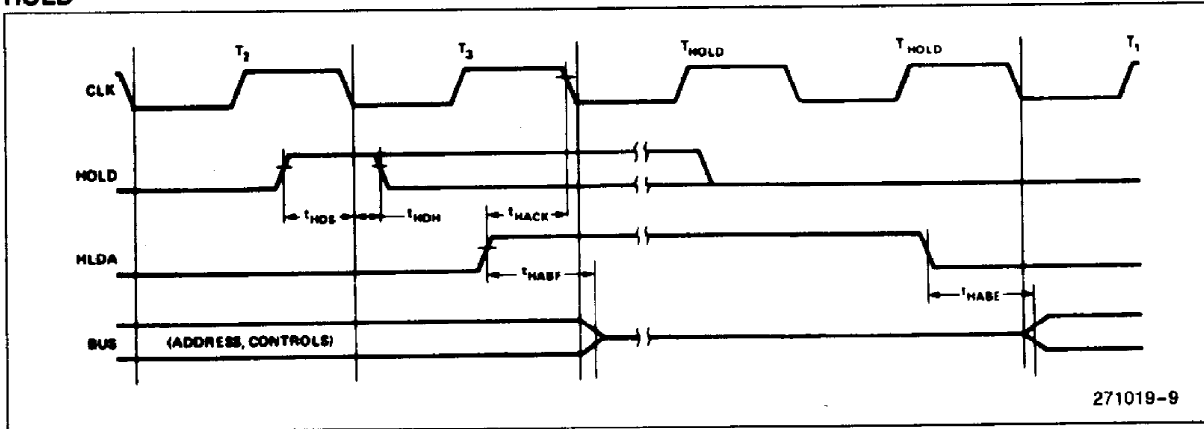 HOLD
T2 T3 THOLD THOLD T1
CLK
HOLD
tHDS tHDH tHACK
HLDA
tHABF tHABE
BUS (ADDRESS, CONTROLS)
271019-9